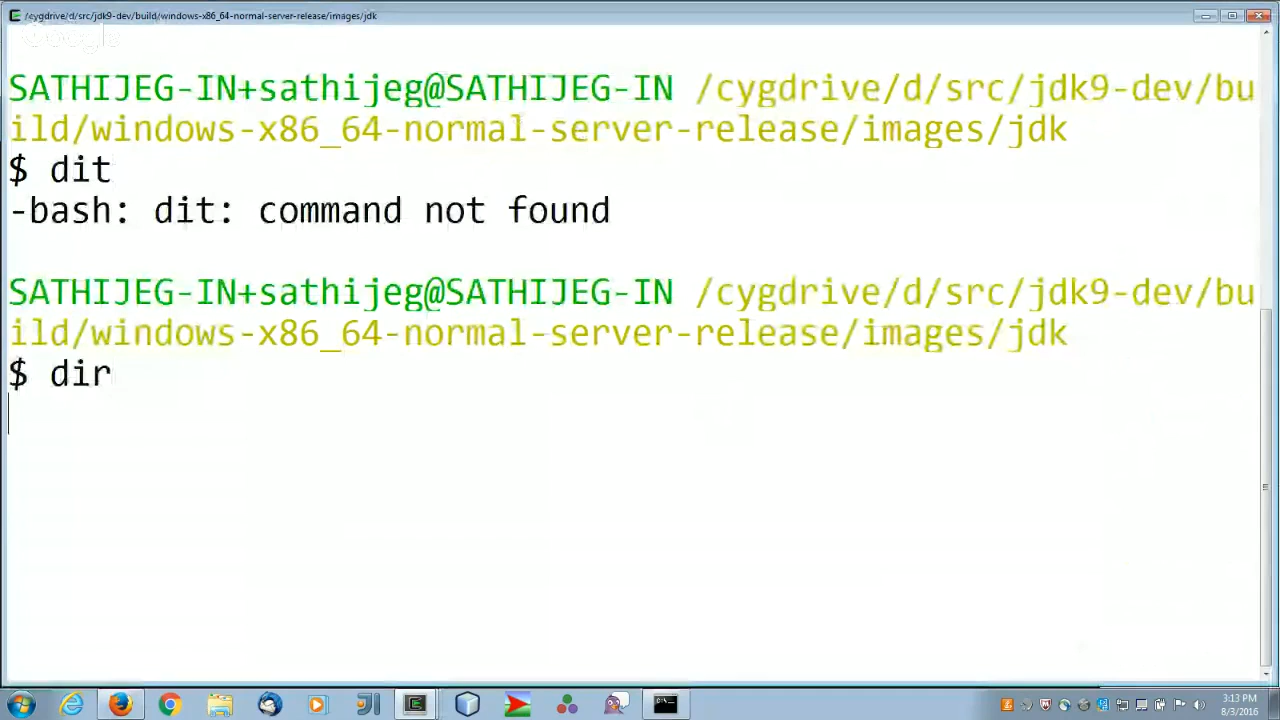 /cygdrive/d/src/jdk9-dev/build/windows-x86_64-normal-server-release/images/jdk
Google
SATHIJEG-IN+sathijeg@SATHIJEG-IN /cygdrive/d/src/jdk9-dev/bu
ild/windows-x86_64-normal-server-release/images/jdk
$ dit
-bash: dit: command not found
SATHIJEG-IN+sathijeg@SATHIJEG-IN /cygdrive/d/src/jdk9-dev/bu
ild/windows-x86_64-normal-server-release/images/jdk
$ dir
3:13 PM
8/3/2016